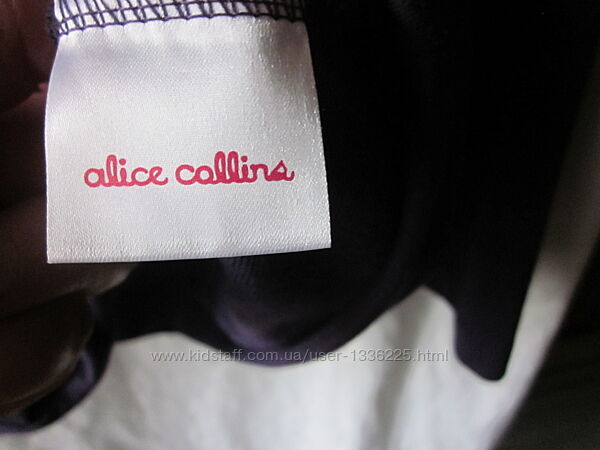 alice collins
www.kidstaff.com.ua/user-1336225.html